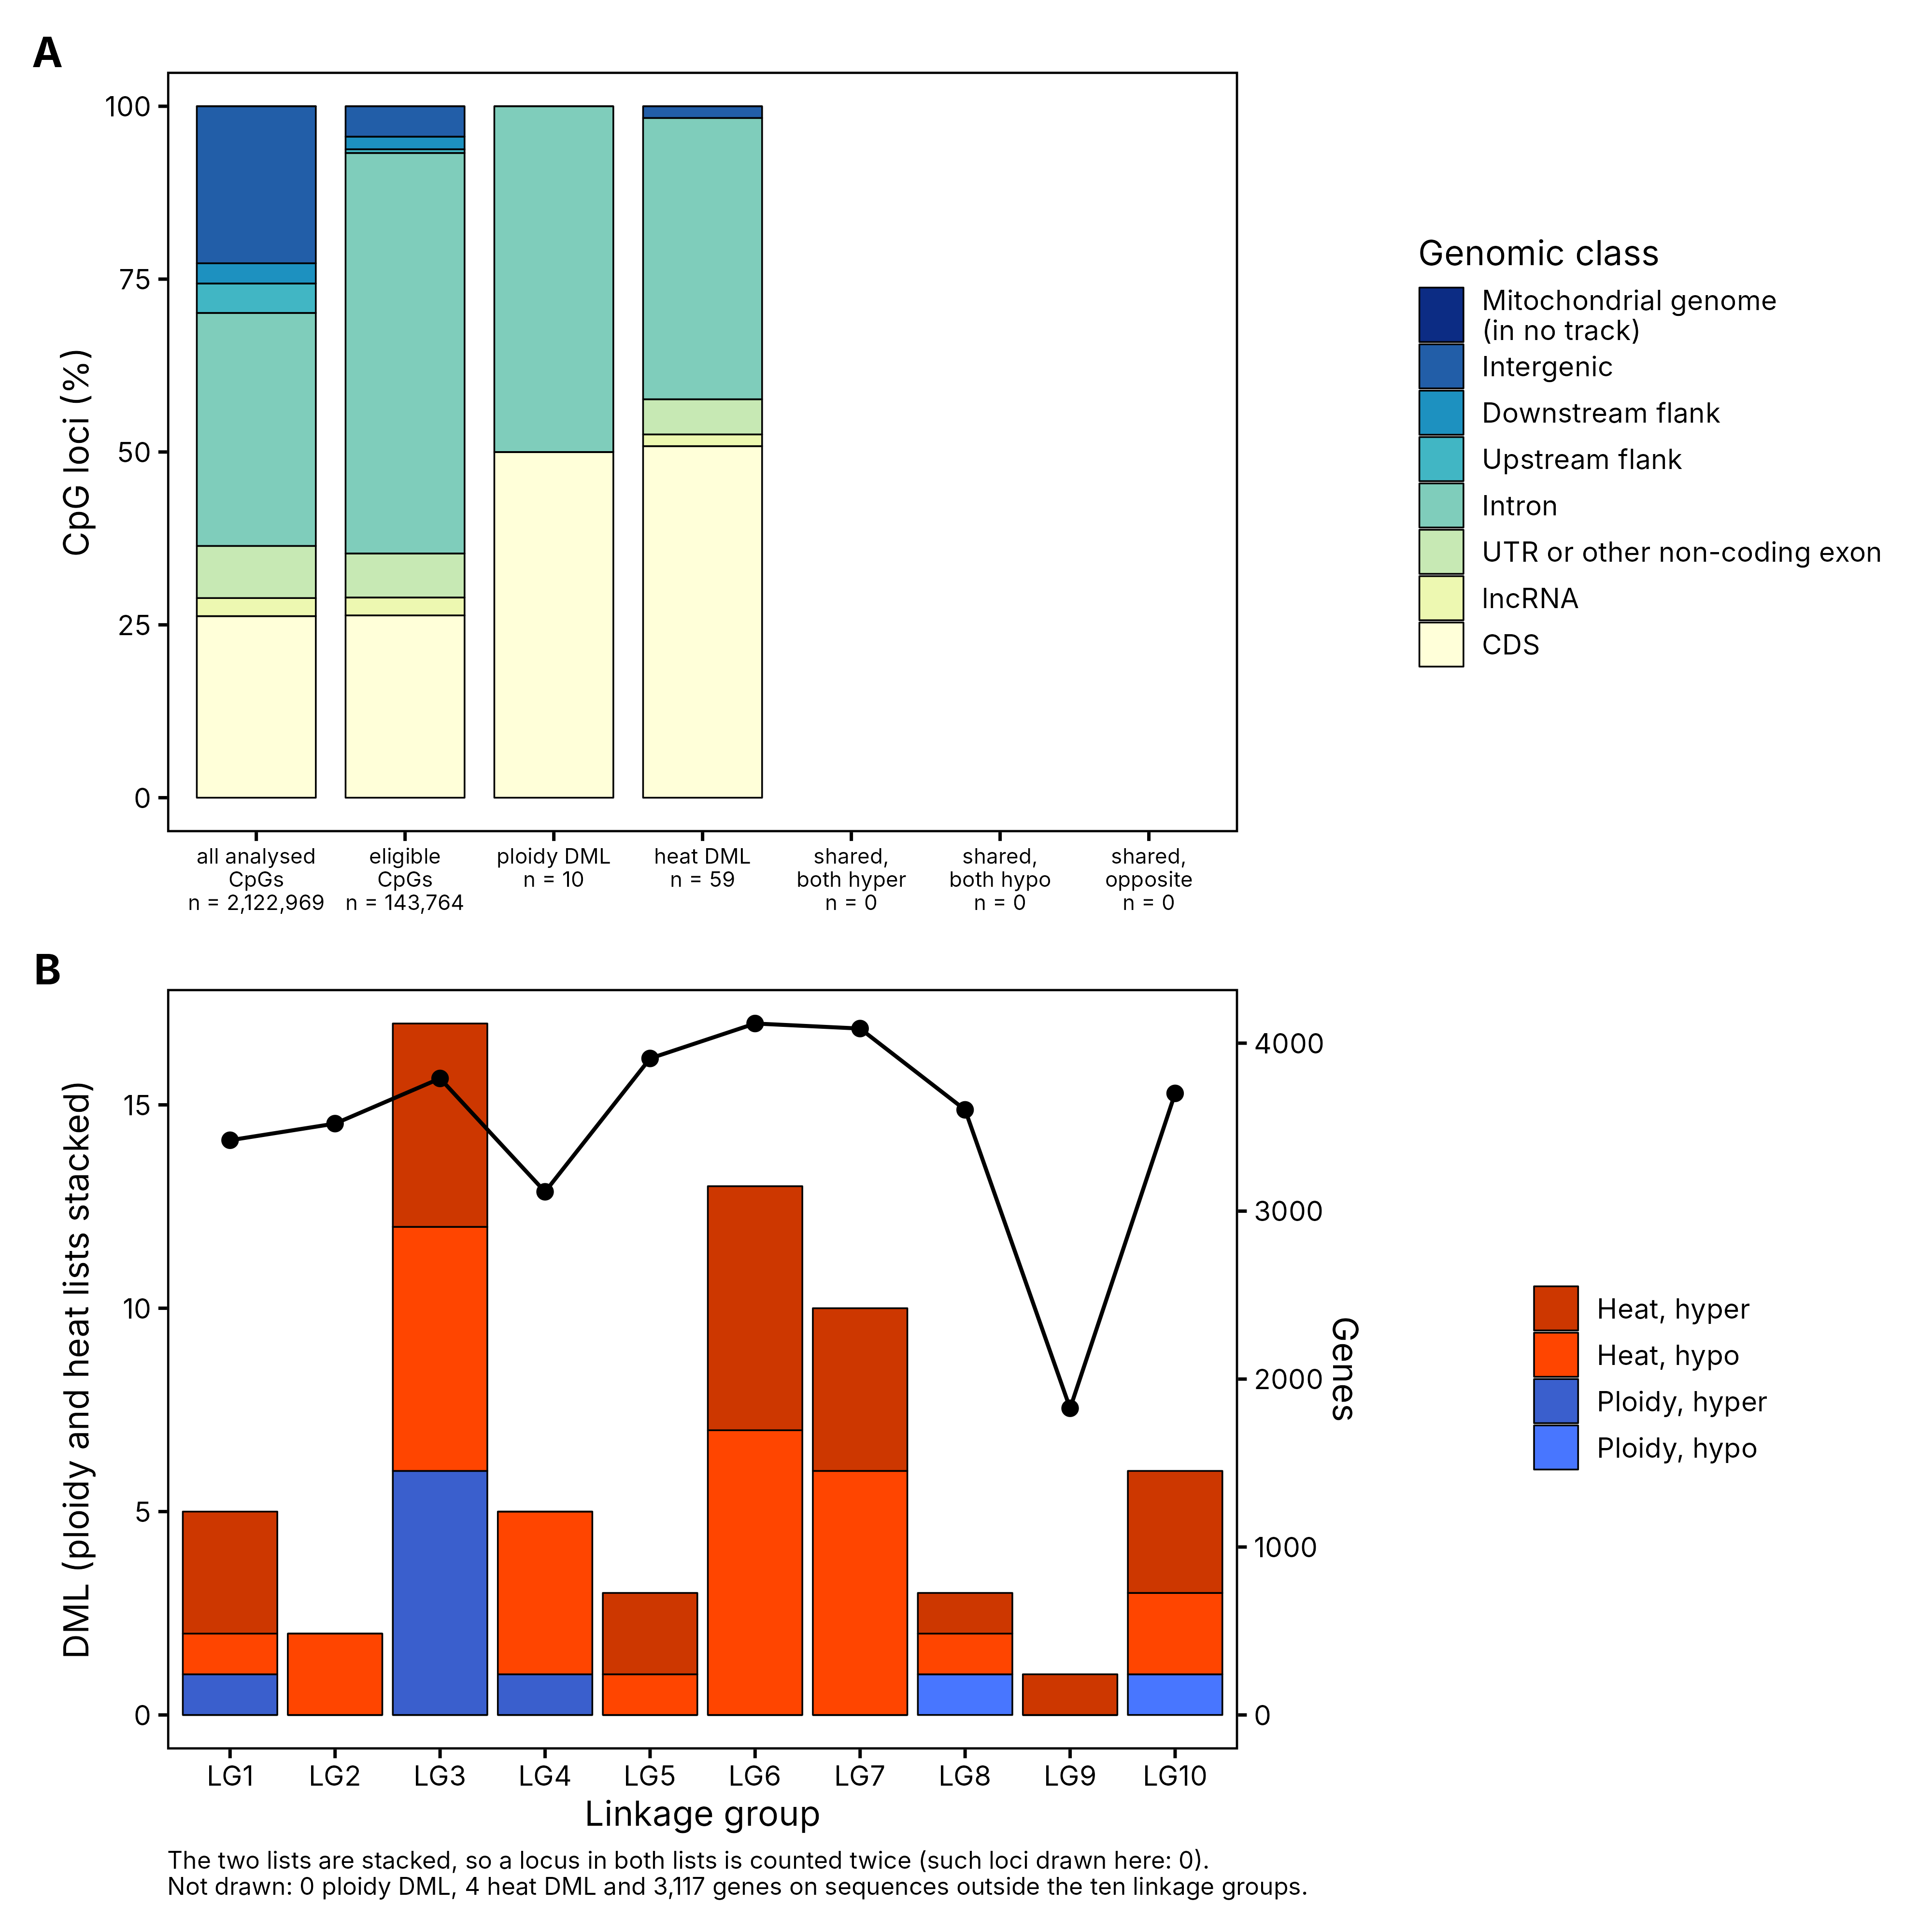 A
CpG loci (%)
100
75
50
25
0
all analysed
CpGs
n = 2,122,969
eligible
CpGs
n = 143,764
ploidy DML
n = 10
heat DML
n = 59
shared,
both hyper
n = 0
shared,
both hypo
n = 0
shared,
opposite
n = 0
Genomic class
Mitochondrial genome
(in no track)
Intergenic
Downstream flank
Upstream flank
Intron
UTR or other non-coding exon
lncRNA
CDS
B
DML (ploidy and heat lists stacked)
15
10
5
0
4000
3000
2000
1000
0
Genes
LG1
LG2
LG3
LG4
LG5
LG6
LG7
LG8
LG9
LG10
Linkage group
Heat, hyper
Heat, hypo
Ploidy, hyper
Ploidy, hypo
The two lists are stacked, so a locus in both lists is counted twice (such loci drawn here: 0).
Not drawn: 0 ploidy DML, 4 heat DML and 3,117 genes on sequences outside the ten linkage groups.